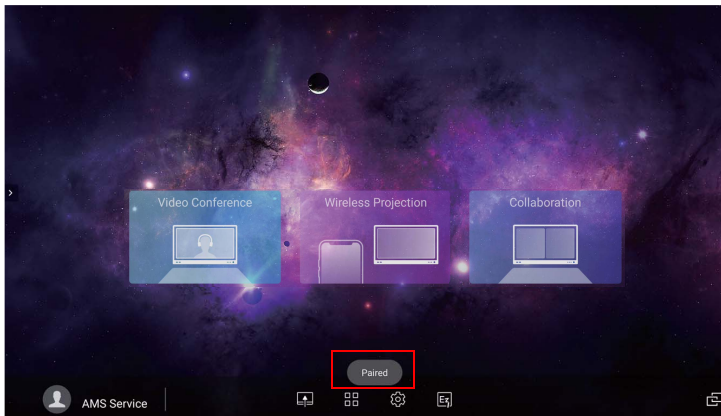 Video Conference
Wireless Projection
Collaboration
Paired
AMS Service